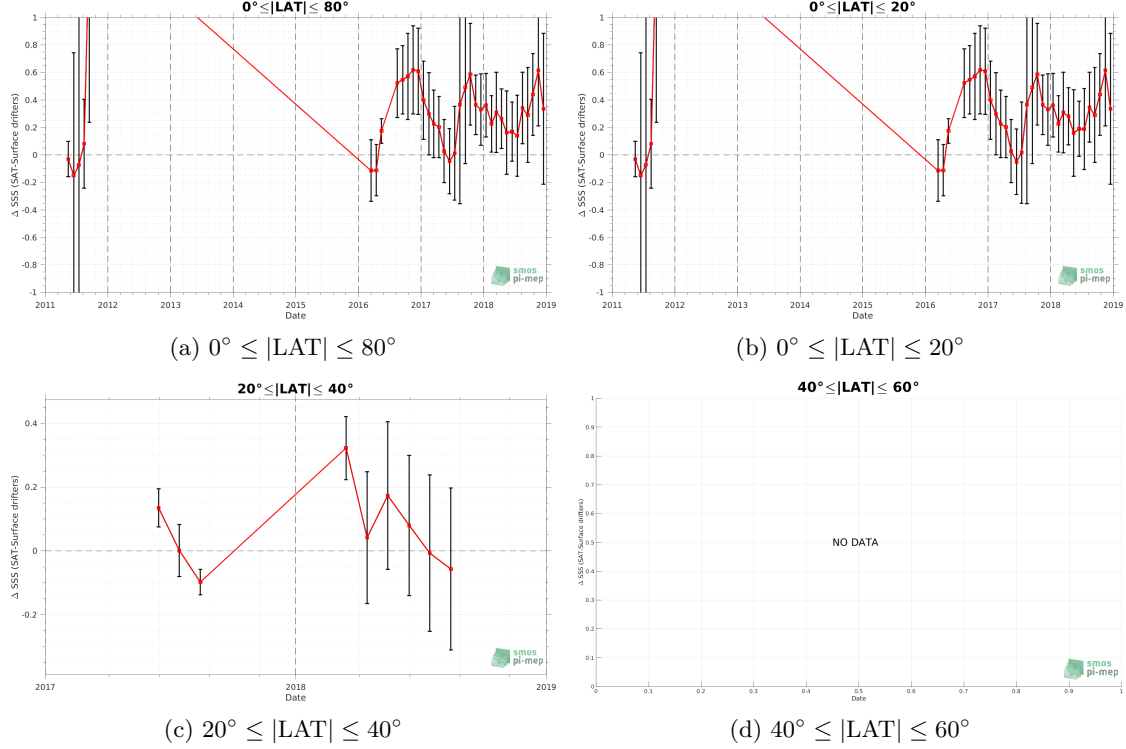 0°≤|LAT|≤ 80°
Δ SSS (SAT-Surface drifters)
1
0.8
0.6
0.4
0.2
0
-0.2
-0.4
-0.6
-0.8
-1
2011 2012 2013 2014 2015 2016 2017 2018 2019
Date
smos
pi-mep
(a) 0° ≤ |LAT| ≤ 80°
0°≤|LAT|≤ 20°
Δ SSS (SAT-Surface drifters)
1
0.8
0.6
0.4
0.2
0
-0.2
-0.4
-0.6
-0.8
-1
2011 2012 2013 2014 2015 2016 2017 2018 2019
Date
smos
pi-mep
(b) 0° ≤ |LAT| ≤ 20°
20°≤|LAT|≤ 40°
Δ SSS (SAT-Surface drifters)
0.4
0.2
0
-0.2
2017 2018 2019
Date
smos
pi-mep
(c) 20° ≤ |LAT| ≤ 40°
40°≤|LAT|≤ 60°
Δ SSS (SAT-Surface drifters)
1
0.9
0.8
0.7
0.6
0.5
0.4
0.3
0.2
0.1
0
NO DATA
0 0.1 0.2 0.3 0.4 0.5 0.6 0.7 0.8 0.9 1
Date
smos
pi-mep
(d) 40° ≤ |LAT| ≤ 60°